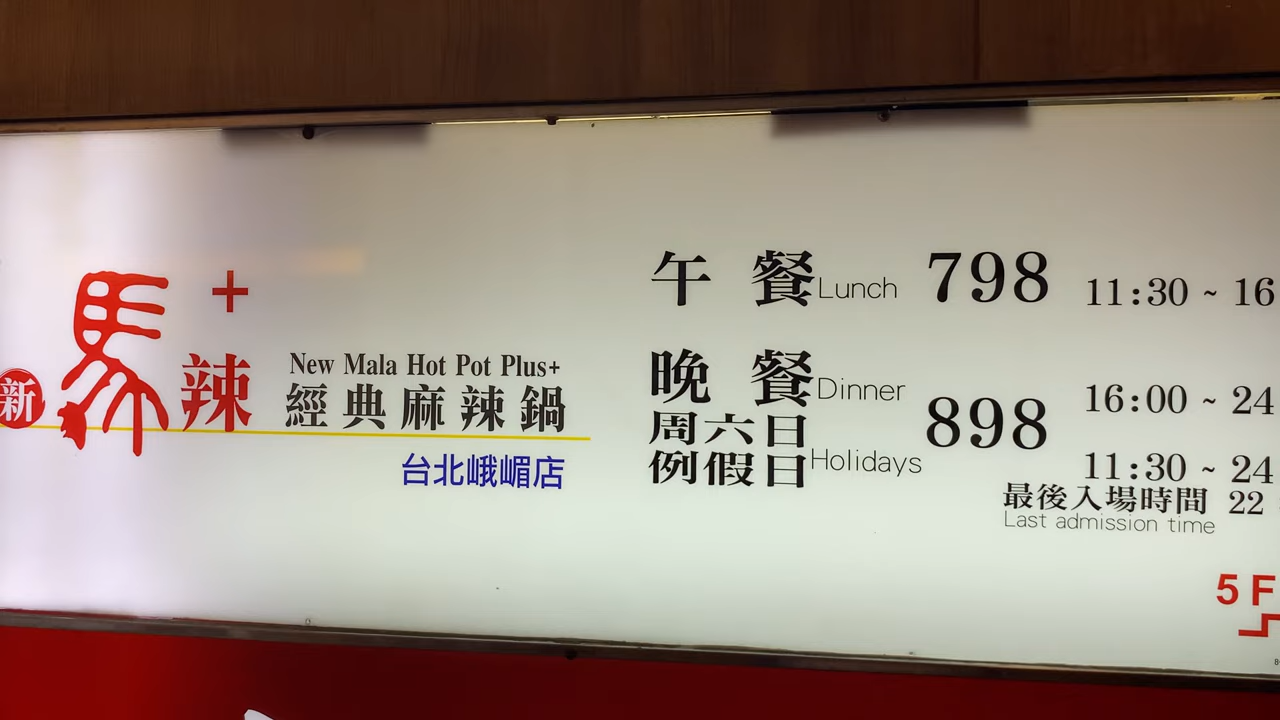 新馬辣+
New Mala Hot Pot Plus+
經典麻辣鍋
台北峨嵋店
午餐 Lunch 798 11:30 ~ 16
晚餐 Dinner 898 16:00 ~ 24
周六日
例假日 Holidays 11:30 ~ 24
最後入場時間 22
Last admission time
5F